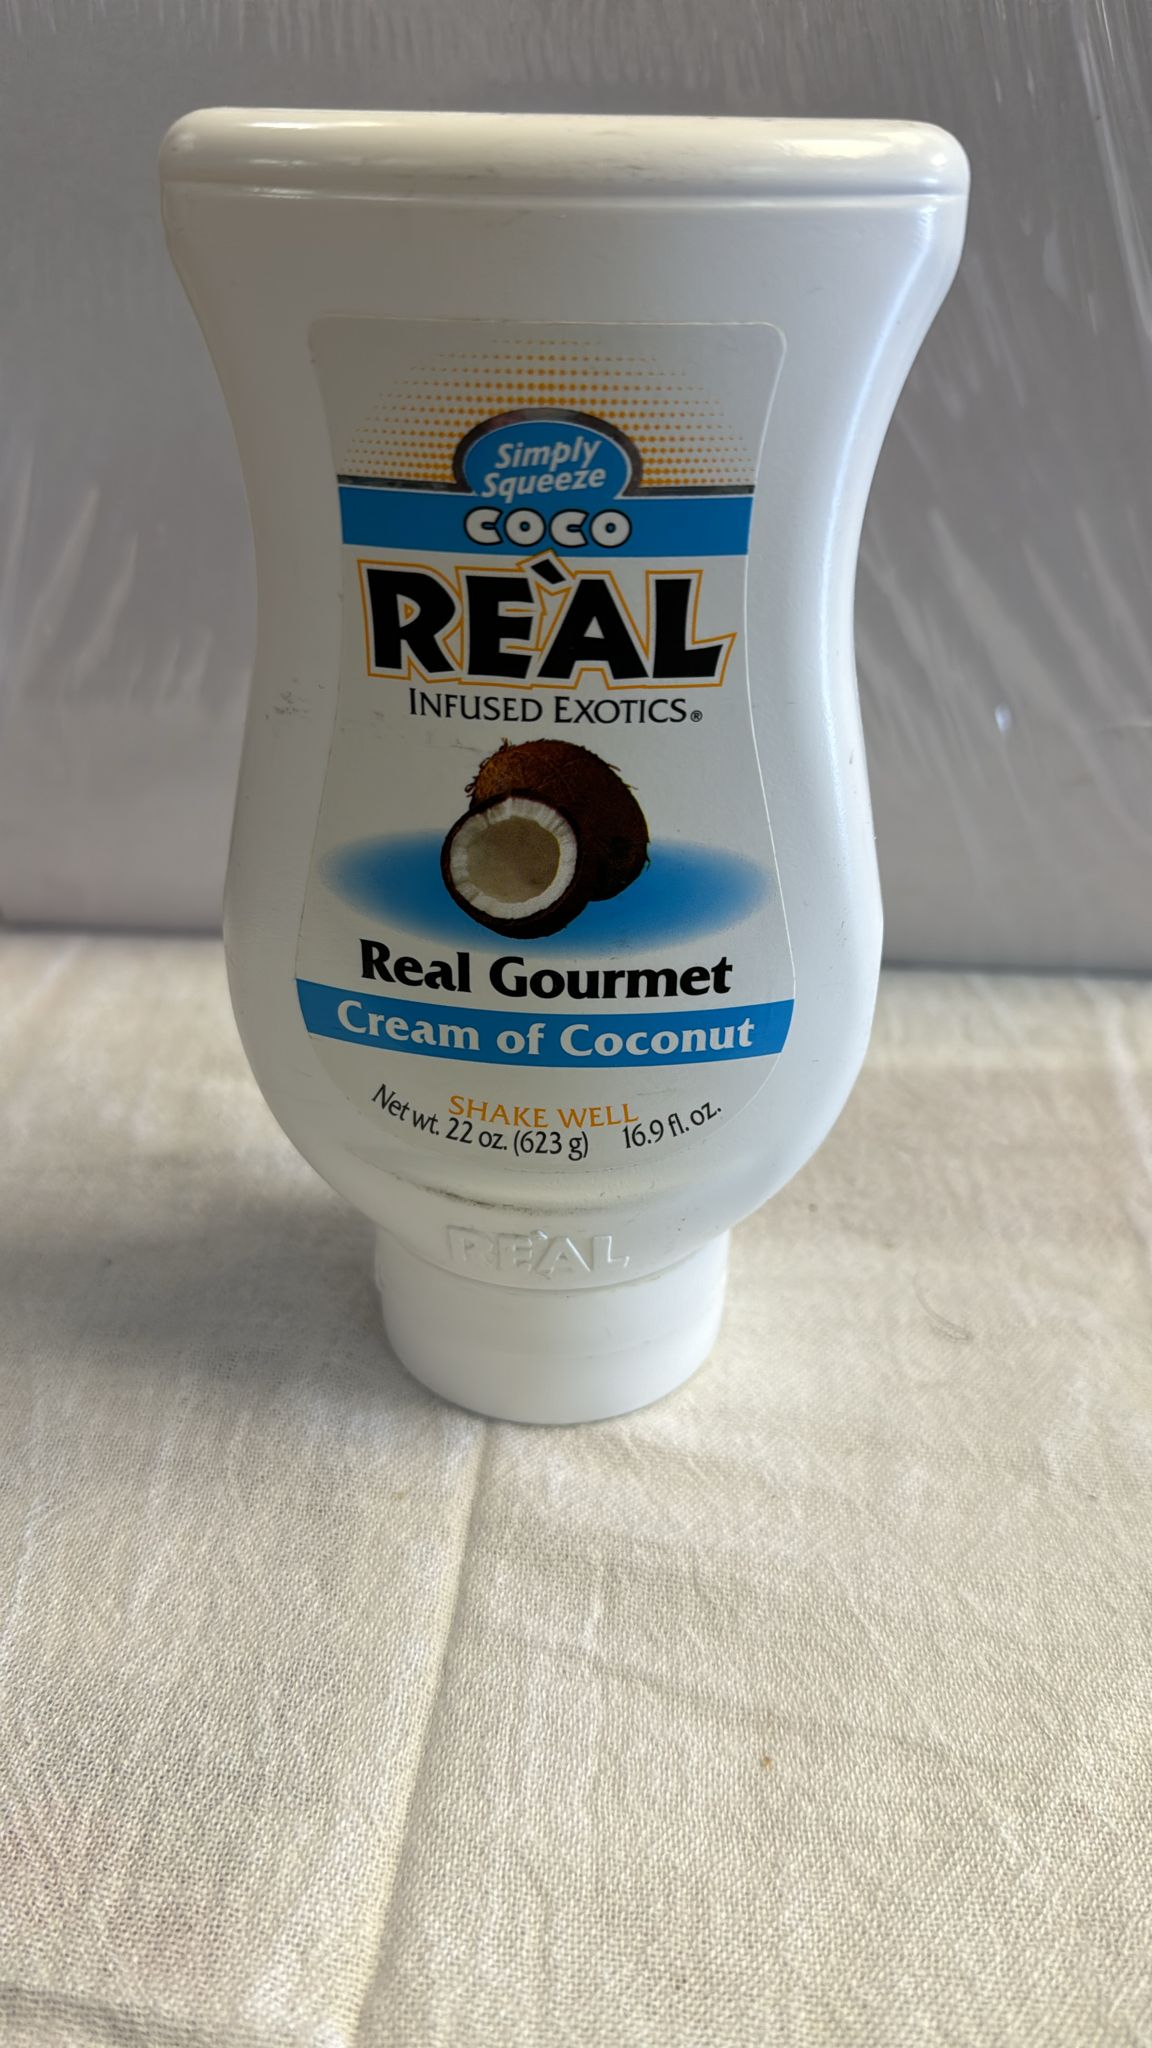 Simply
Squeeze
COCO
REÀL
INFUSED EXOTICS®
Real Gourmet
Cream of Coconut
SHAKE WELL
Net wt. 22 oz. (623 g) 16.9 fl. oz.
REÀL